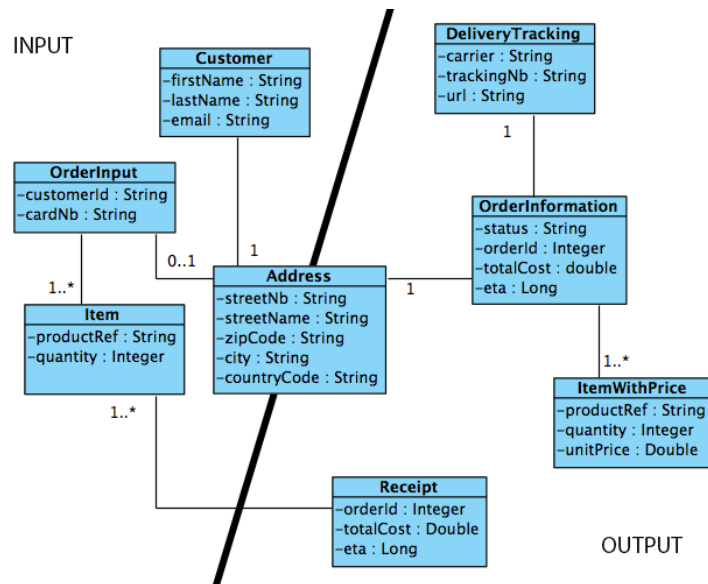 INPUT
Customer
-firstName : String
-lastName : String
-email : String
DeliveryTracking
-carrier : String
-trackingNb : String
-url : String
1
OrderInput
-customerId : String
-cardNb : String
OrderInformation
-status : String
-orderId : Integer
-totalCost : double
-eta : Long
0..1
1
Address
-streetNb : String
-streetName : String
-zipCode : String
-city : String
-countryCode : String
1
1..*
Item
-productRef : String
-quantity : Integer
1..*
1..*
ItemWithPrice
-productRef : String
-quantity : Integer
-unitPrice : Double
Receipt
-orderId : Integer
-totalCost : Double
-eta : Long
OUTPUT